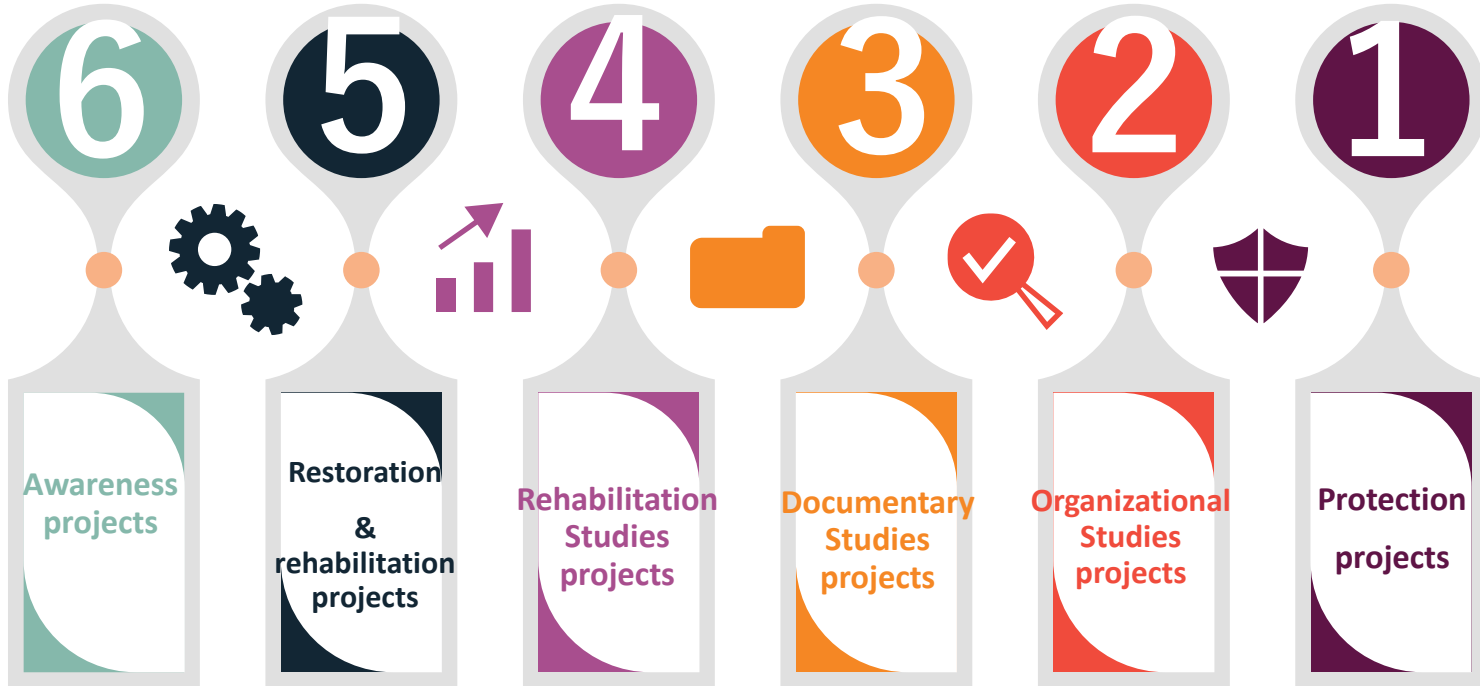 6
Awareness
projects
5
Restoration
&
rehabilitation
projects
4
Rehabilitation
Studies
projects
3
Documentary
Studies
projects
2
Organizational
Studies
projects
1
Protection
projects